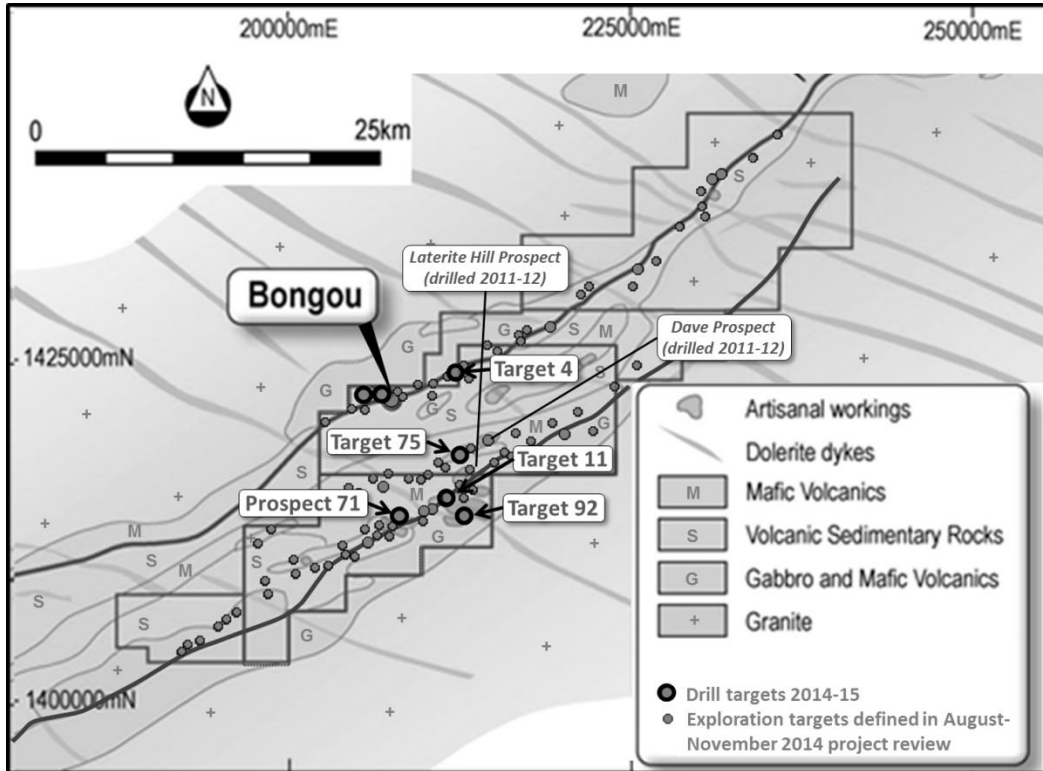 200000mE
225000mE
250000mE
N
0
25km
M
S
Laterite Hill Prospect
(drilled 2011-12)
Bongou
Dave Prospect
(drilled 2011-12)
G
S
M
G
1425000mN
Target 4
S
G
G
S
M
G
Target 75
Target 11
S
M
Prospect 71
Target 92
M
S
M
S
G
S
S
G
1400000mN
Artisanal workings
Dolerite dykes
M
Mafic Volcanics
S
Volcanic Sedimentary Rocks
G
Gabbro and Mafic Volcanics
+
Granite
Drill targets 2014-15
Exploration targets defined in August-
November 2014 project review